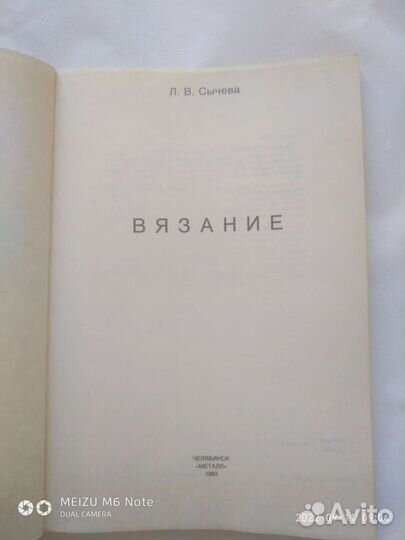 Л. В. Сычева
ВЯЗАНИЕ
ЧЕЛЯБИНСК
«МЕТАЛЛ»
1993
MEIZU M6 Note
DUAL CAMERA
Avito